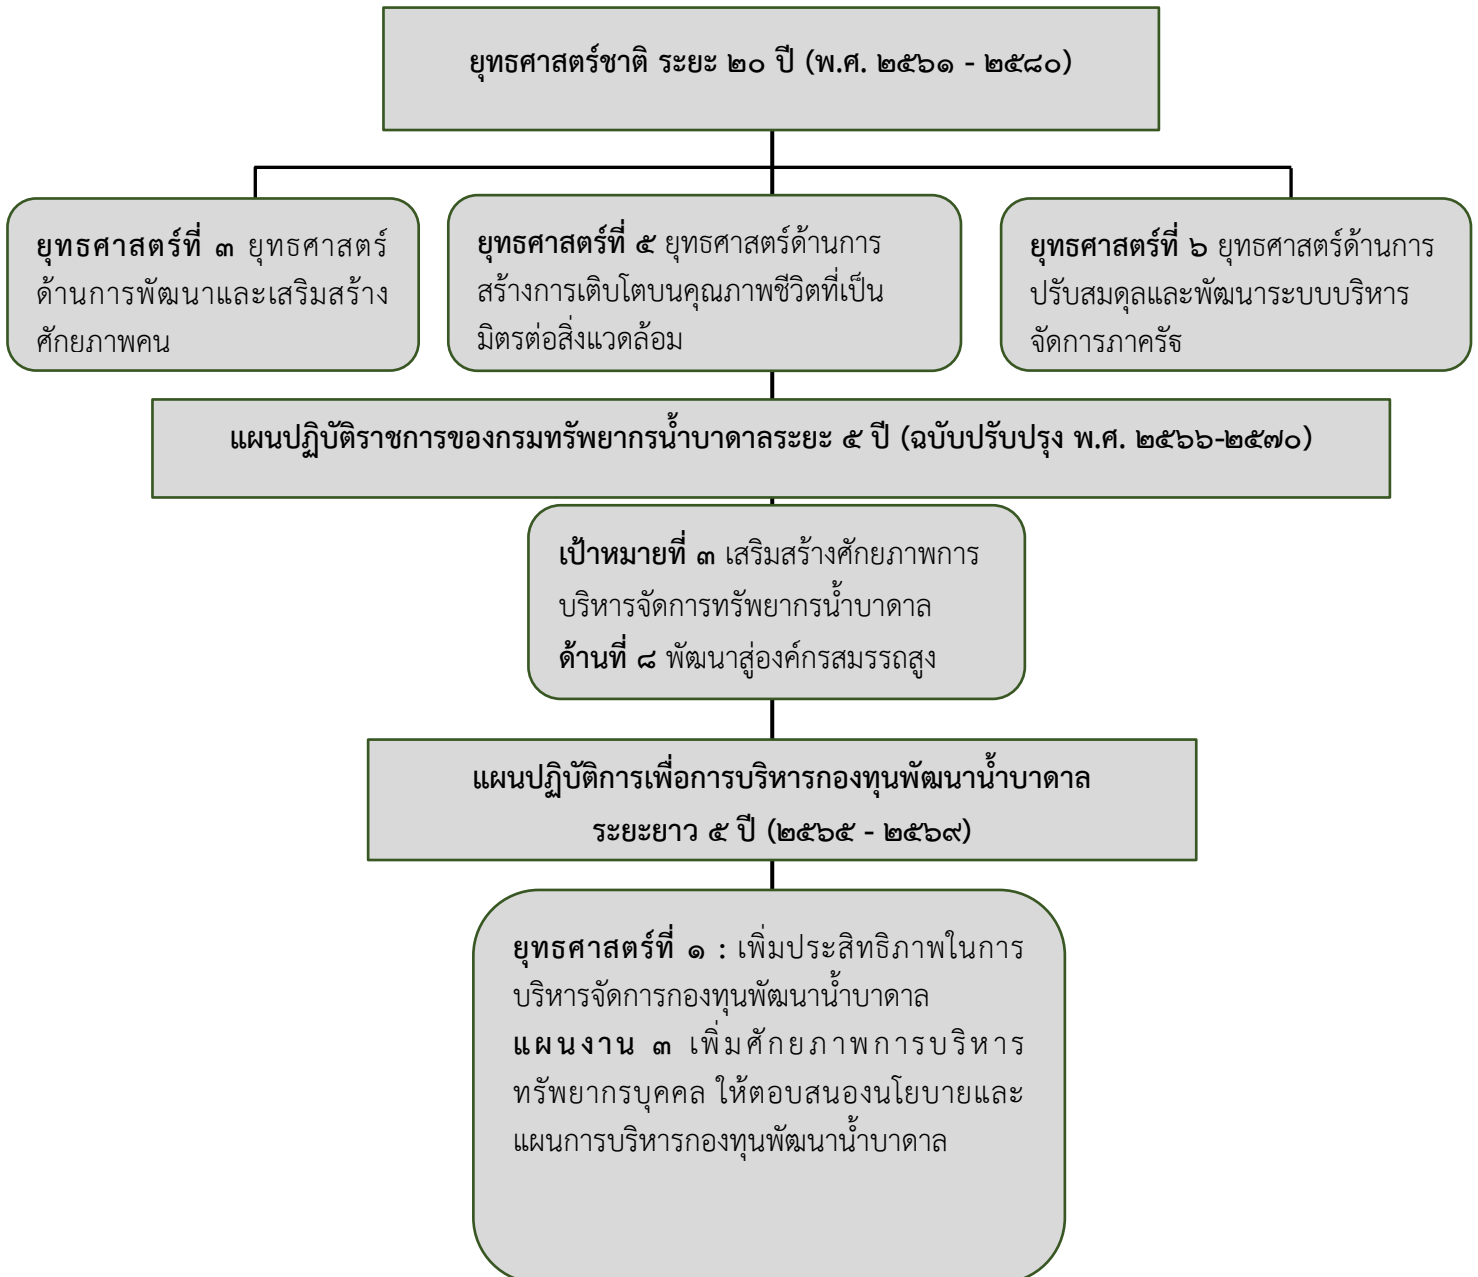 ยุทธศาสตร์ชาติ ระยะ ๒๐ ปี (พ.ศ. ๒๕๖๑ - ๒๕๘๐)
ยุทธศาสตร์ที่ ๓ ยุทธศาสตร์
ด้านการพัฒนาและเสริมสร้าง
ศักยภาพคน
ยุทธศาสตร์ที่ ๕ ยุทธศาสตร์ด้านการ
สร้างการเติบโตบนคุณภาพชีวิตที่เป็น
มิตรต่อสิ่งแวดล้อม
ยุทธศาสตร์ที่ ๖ ยุทธศาสตร์ด้านการ
ปรับสมดุลและพัฒนาระบบบริหาร
จัดการภาครัฐ
แผนปฏิบัติราชการของกรมทรัพยากรน้ำบาดาลระยะ ๕ ปี (ฉบับปรับปรุง พ.ศ. ๒๕๖๖-๒๕๗๐)
เป้าหมายที่ ๓ เสริมสร้างศักยภาพการ
บริหารจัดการทรัพยากรน้ำบาดาล
ด้านที่ ๘ พัฒนาสู่องค์กรสมรรถสูง
แผนปฏิบัติการเพื่อการบริหารกองทุนพัฒนาน้ำบาดาล
ระยะยาว ๕ ปี (๒๕๖๕ - ๒๕๖๙)
ยุทธศาสตร์ที่ ๑ : เพิ่มประสิทธิภาพในการ
บริหารจัดการกองทุนพัฒนาน้ำบาดาล
แผนงาน ๓ เพิ่มศักยภาพการบริหาร
ทรัพยากรบุคคล ให้ตอบสนองนโยบายและ
แผนการบริหารกองทุนพัฒนาน้ำบาดาล